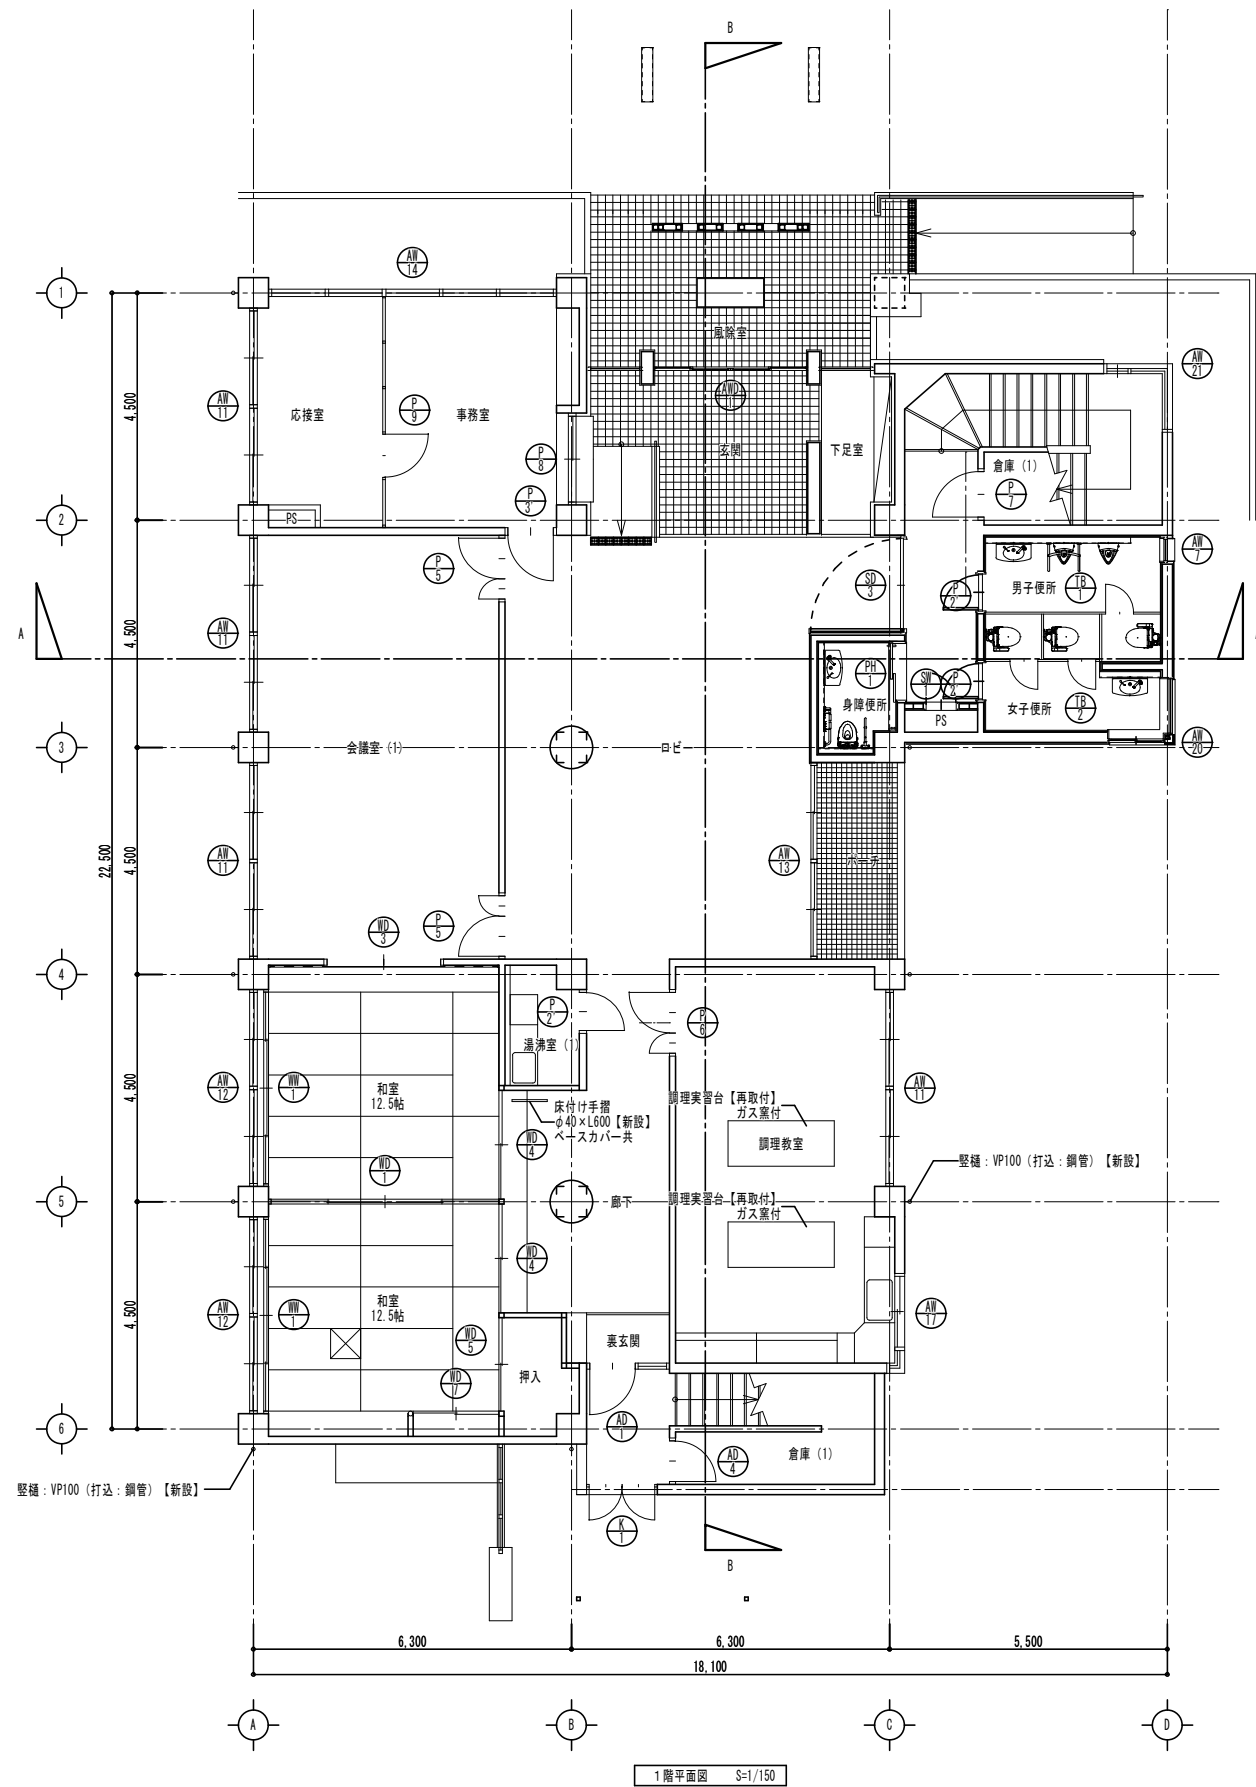 B
AW
14
1
風除室
AW
21
4,500
AW
11
応接室
P
9
事務室
AWD
1
玄関
下足室
P
8
倉庫 (1)
P
7
P
3
2
PS
AW
7
P
5
SD
3
男子便所
TB
1
P
2
A
4,500
AW
11
PH
1
身障便所
SW
1
P
2
女子便所
TB
2
PS
3
会議室 (1)
ロビー
AW
20
22,500
4,500
AW
11
AW
13
ポーチ
WD
3
P
5
4
P
2
湯沸室 (1)
P
6
4,500
AW
12
WW
1
和室
12.5帖
床付け手摺
φ40×L600【新設】
ベースカバー共
WD
4
調理実習台【再取付】
ガス窯付
調理教室
AW
11
竪樋：VP100（打込：鋼管）【新設】
WD
1
5
廊下
調理実習台【再取付】
ガス窯付
WD
4
4,500
AW
12
WW
1
和室
12.5帖
WD
5
裏玄関
AW
17
押入
WD
7
6
AD
1
AD
4
倉庫 (1)
竪樋：VP100（打込：鋼管）【新設】
K
1
B
6,300
6,300
5,500
18,100
A
B
C
D
1階平面図 S=1/150